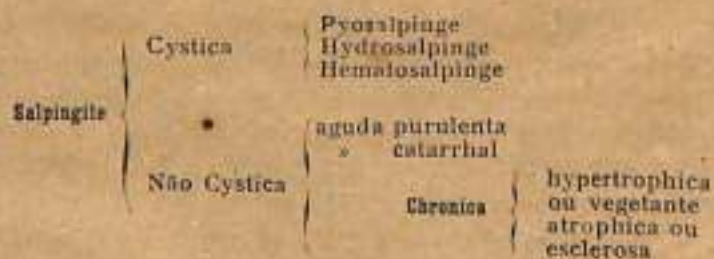 Pyosalpinge
Cystica
Hydrosalpinge
Hematosalpinge
Salpingite
aguda purulenta
» catarrhal
Não Cystica
hypertrophica
Chronica
ou vegetante
atrophica ou
esclerosa